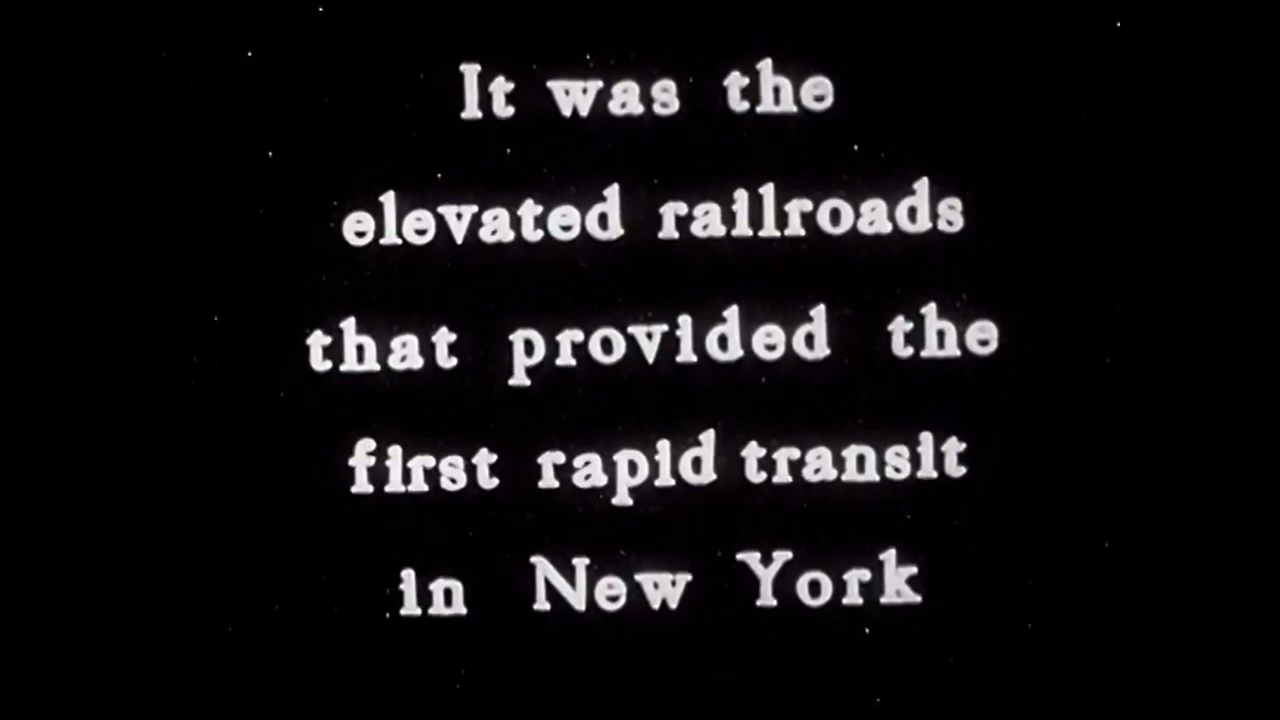 It was the
elevated railroads
that provided the
first rapid transit
in New York